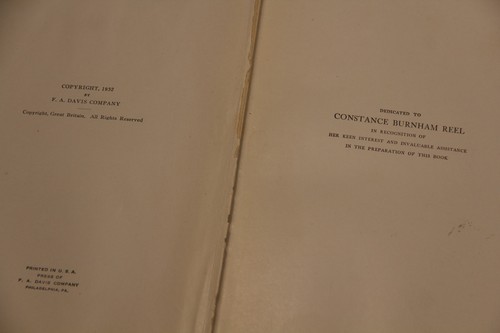 COPYRIGHT, 1932
BY
F. A. DAVIS COMPANY
Copyright, Great Britain. All Rights Reserved
PRINTED IN U. S. A.
PRESS OF
F. A. DAVIS COMPANY
PHILADELPHIA, PA.
DEDICATED TO
CONSTANCE BURNHAM REEL
IN RECOGNITION OF
HER KEEN INTEREST AND INVALUABLE ASSISTANCE
IN THE PREPARATION OF THIS BOOK